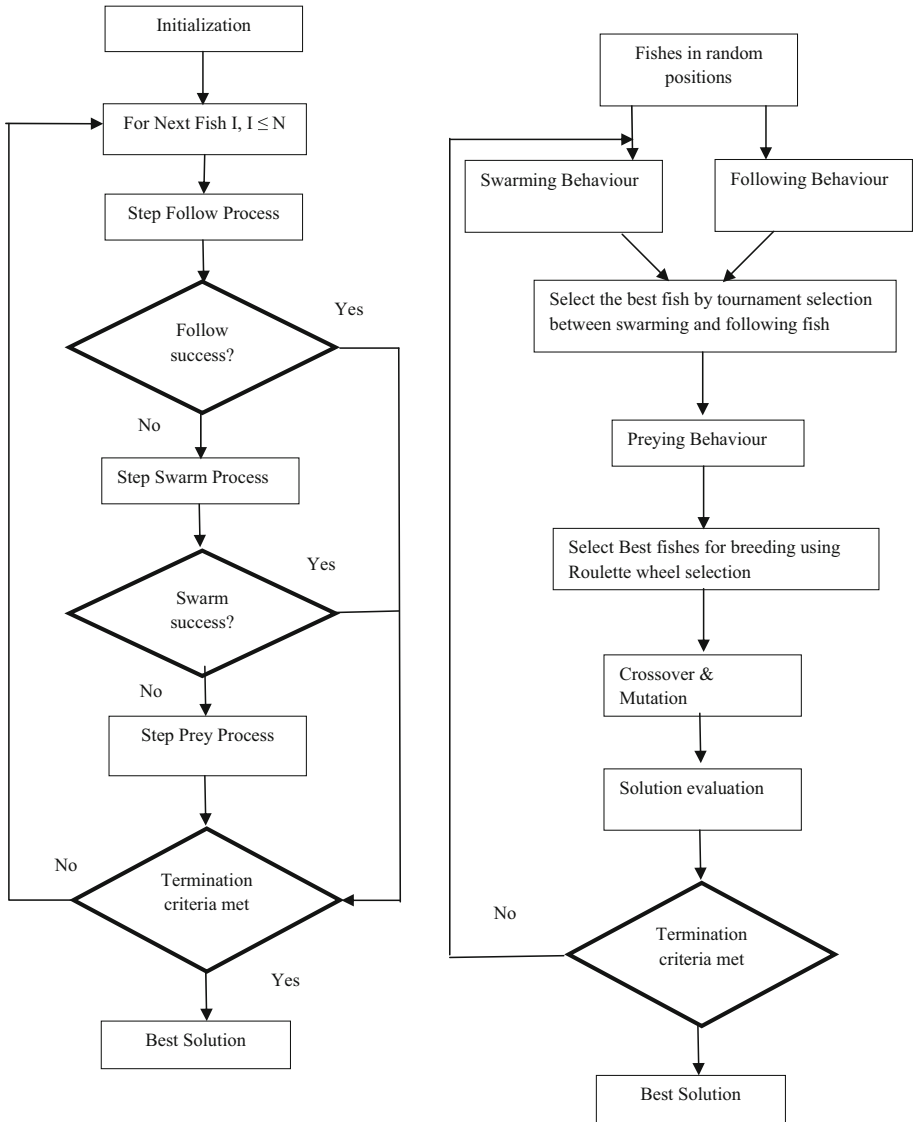 Initialization
For Next Fish I, I ≤ N
Step Follow Process
Yes
Follow
success?
No
Step Swarm Process
Yes
Swarm
success?
No
Step Prey Process
No
Termination
criteria met
Yes
Best Solution
Fishes in random
positions
Swarming Behaviour
Following Behaviour
Select the best fish by tournament selection
between swarming and following fish
Preying Behaviour
Select Best fishes for breeding using
Roulette wheel selection
Crossover &
Mutation
Solution evaluation
No
Termination
criteria met
Best Solution